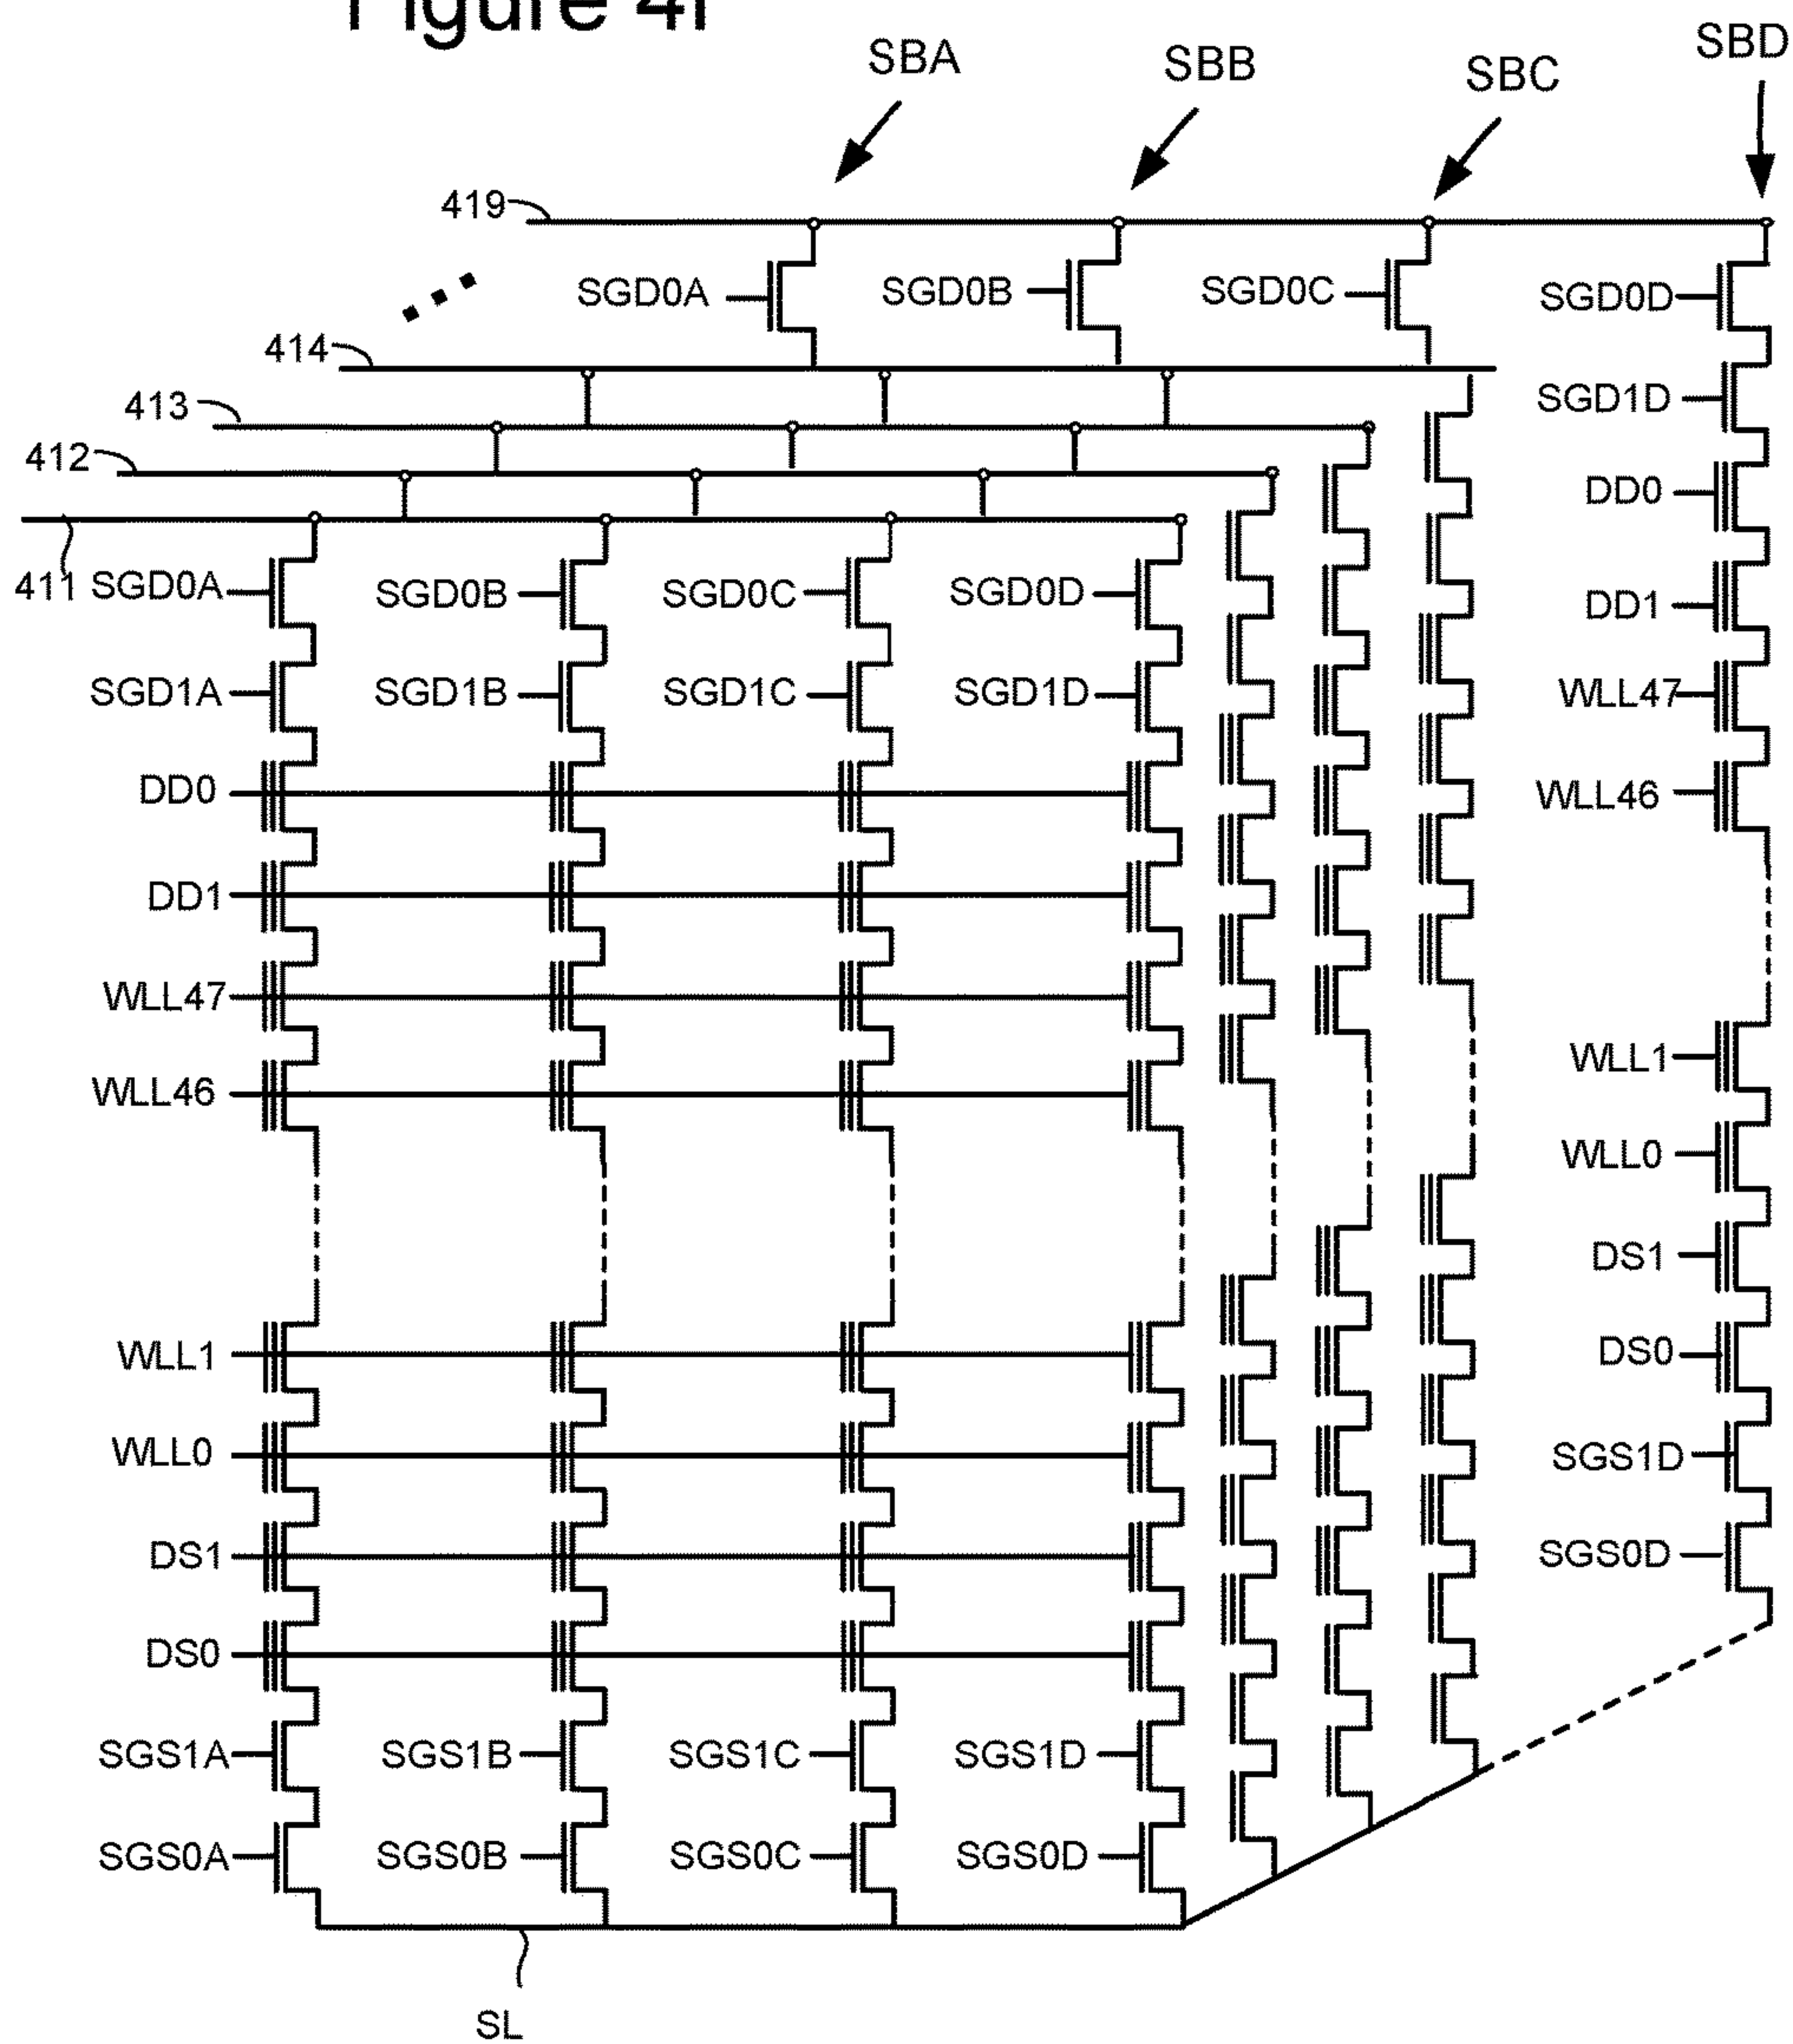 Figure 4F
SBA SBB SBC SBD
419
SGD0A SGD0B SGD0C SGD0D
414
SGD1D
413
412
DD0
411 SGD0A SGD0B SGD0C SGD0D
DD1
SGD1A SGD1B SGD1C SGD1D
WLL47
DD0
WLL46
DD1
WLL47
WLL46
WLL1
WLL0
DS1
WLL1
DS0
WLL0
SGS1D
DS1
SGS0D
DS0
SGS1A SGS1B SGS1C SGS1D
SGS0A SGS0B SGS0C SGS0D
SL